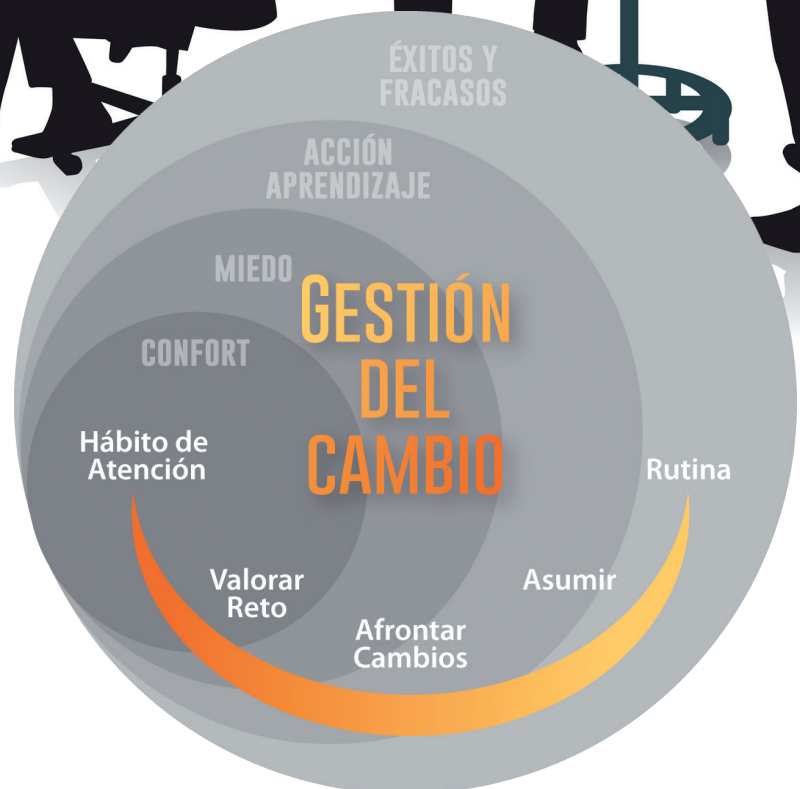 ÉXITOS Y
FRACASOS
ACCIÓN
APRENDIZAJE
MIEDO
CONFORT
GESTIÓN
DEL
CAMBIO
Hábito de
Atención
Valorar
Reto
Afrontar
Cambios
Asumir
Rutina